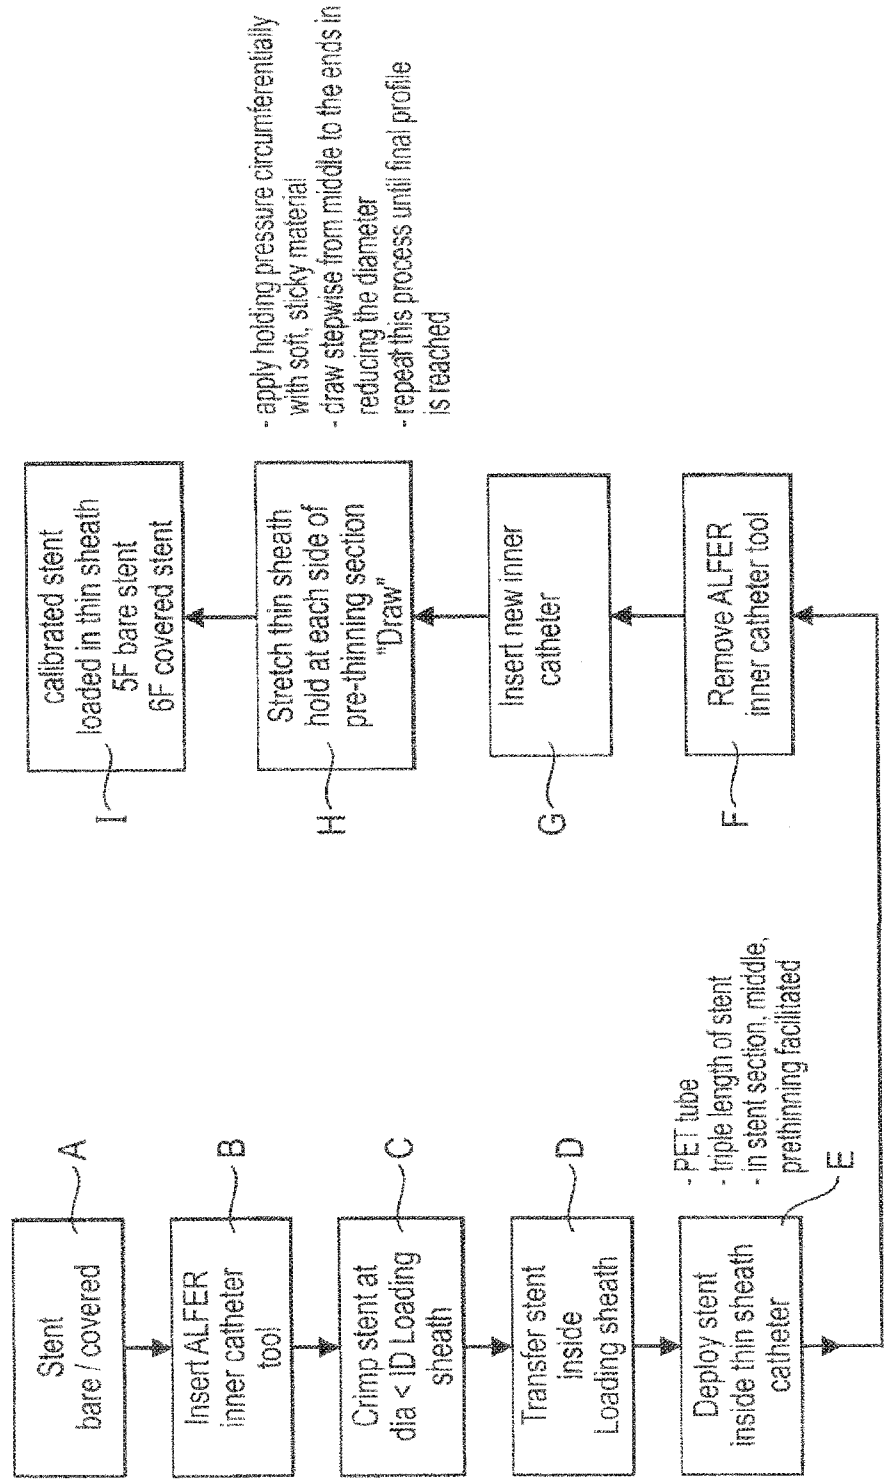 Stent
bare / covered
A
Insert ALFER
inner catheter
tool
B
Crimp stent at
dia < ID Loading
sheath
C
Transfer stent
inside
Loading sheath
D
Deploy stent
inside thin sheath
catheter
E
- PET tube
- triple length of stent
- in stent section, middle,
prethinning facilitated
Remove ALFER
inner catheter tool
F
Insert new inner
catheter
G
Stretch thin sheath
hold at each side of
pre-thinning section
"Draw"
H
- apply holding pressure circumferentially
with soft, sticky material
- draw stepwise from middle to the ends in
reducing the diameter
- repeat this process until final profile
is reached
calibrated stent
loaded in thin sheath
5F bare stent
6F covered stent
I